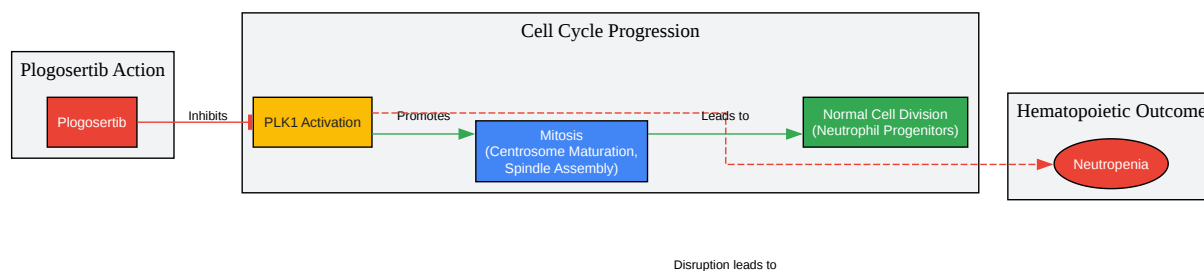 Cell Cycle Progression
Plogosertib Action
Plogosertib
Inhibits
PLK1 Activation
Promotes
Mitosis
(Centrosome Maturation,
Spindle Assembly)
Leads to
Normal Cell Division
(Neutrophil Progenitors)
Hematopoietic Outcome
Neutropenia
Disruption leads to